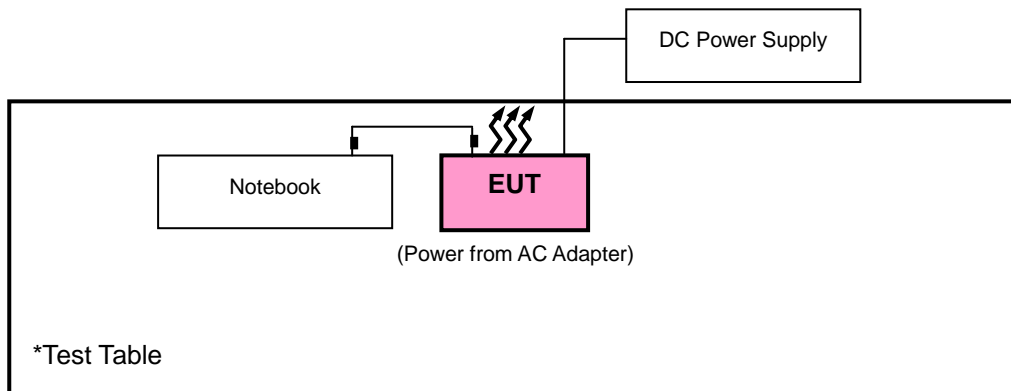 DC Power Supply
Notebook
EUT
(Power from AC Adapter)
*Test Table